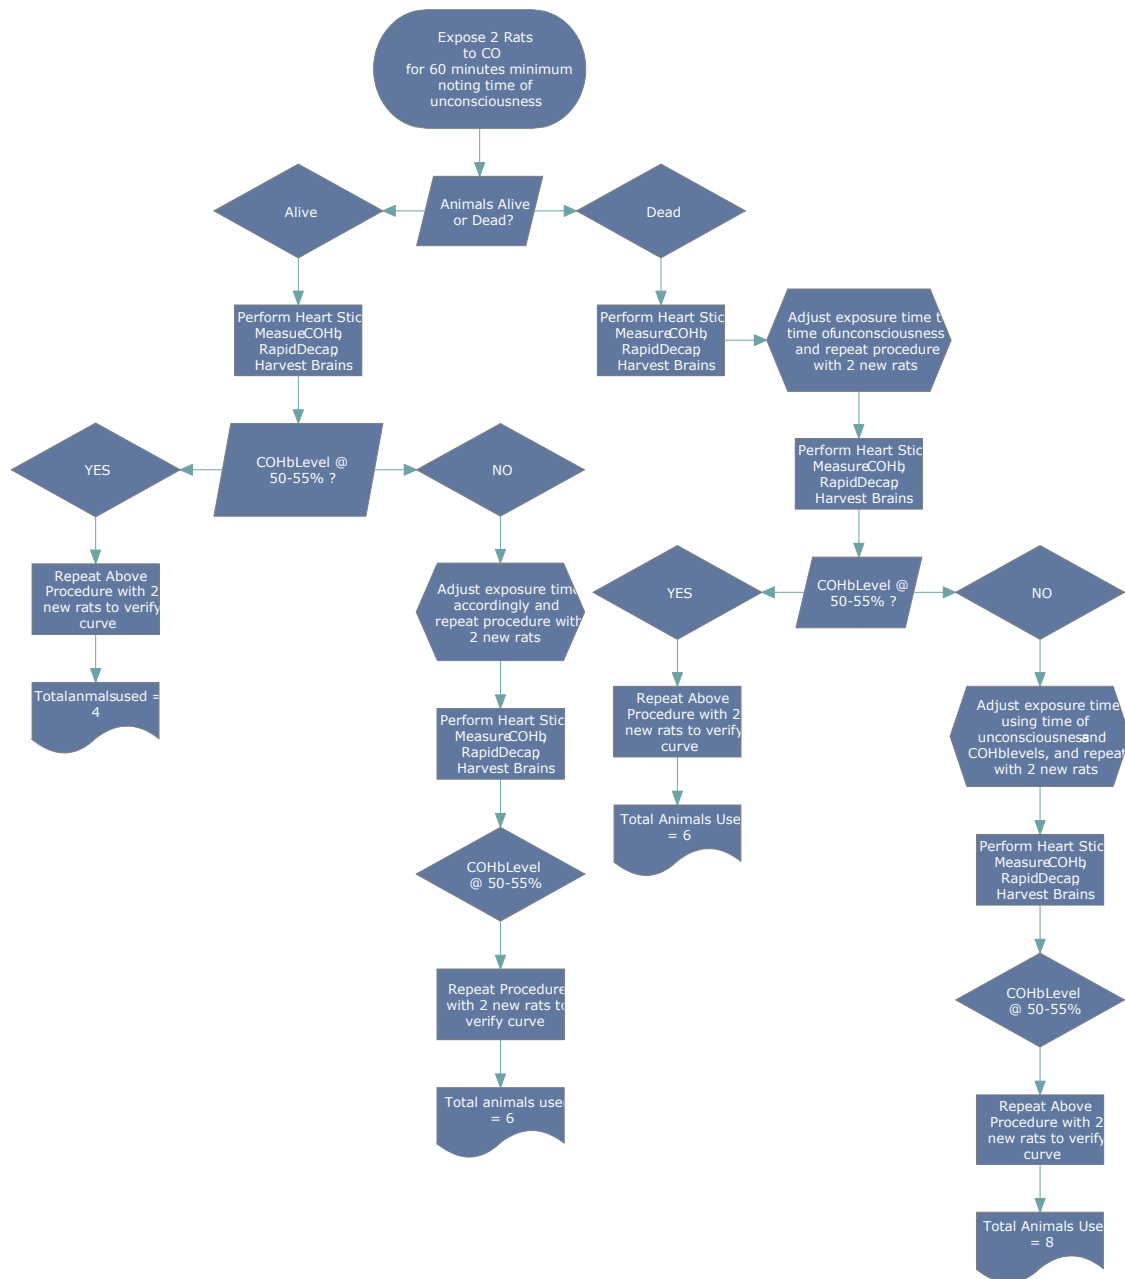 Expose 2 Rats
to CO
for 60 minutes minimum
noting time of
unconsciousness
Alive
Animals Alive
or Dead?
Dead
Perform Heart Stic
MeasueCOHb,
RapidDecap,
Harvest Brains
Perform Heart Stic
MeasureCOHb,
RapidDecap,
Harvest Brains
Adjust exposure time t
time ofunconsciousness
and repeat procedure
with 2 new rats
YES
COHbLevel @
50-55% ?
NO
Perform Heart Stic
MeasureCOHb,
RapidDecap,
Harvest Brains
Repeat Above
Procedure with 2
new rats to verify
curve
Adjust exposure time
accordingly and
repeat procedure with
2 new rats
YES
COHbLevel @
50-55% ?
NO
Totalanmalsused =
4
Perform Heart Stic
MeasureCOHb,
RapidDecap,
Harvest Brains
Repeat Above
Procedure with 2
new rats to verify
curve
Adjust exposure time
using time of
unconsciousnessand
COHblevels, and repeat
with 2 new rats
Total Animals Use
= 6
COHbLevel
@ 50-55%
Perform Heart Stic
MeasureCOHb,
RapidDecap,
Harvest Brains
Repeat Procedure
with 2 new rats to
verify curve
COHbLevel
@ 50-55%
Total animals used
= 6
Repeat Above
Procedure with 2
new rats to verify
curve
Total Animals Use
= 8